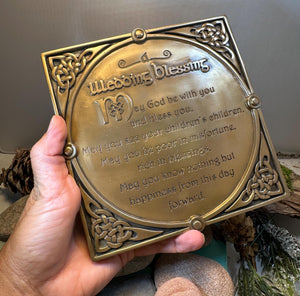 Wedding Blessing
May God be with you
and bless you.
May you see your children's children.
May you be poor in misfortune,
Rich in blessings.
May you know nothing but
happiness from this day
forward.